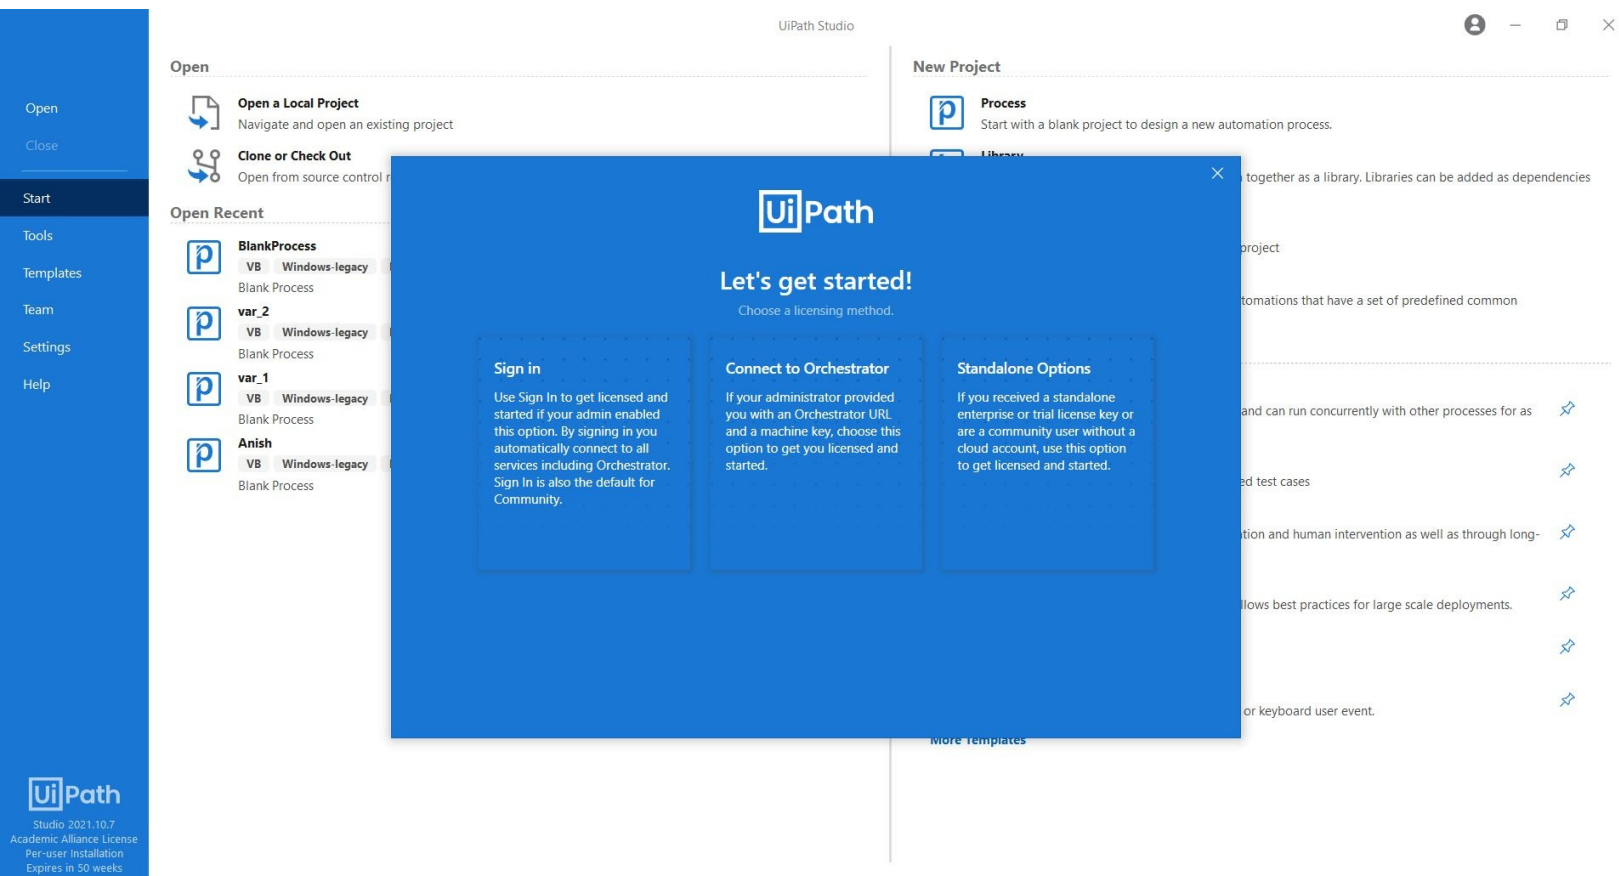 UiPath Studio
Open
Close
Start
Tools
Templates
Team
Settings
Help
UiPath
Studio 2021.10.7
Academic Alliance License
Per-user Installation
Expires in 50 weeks
Open
Open a Local Project
Navigate and open an existing project
Clone or Check Out
Open from source control
Open Recent
BlankProcess
VB Windows-legacy
Blank Process
var_2
VB Windows-legacy
Blank Process
var_1
VB Windows-legacy
Blank Process
Anish
VB Windows-legacy
Blank Process
UiPath
Let's get started!
Choose a licensing method.
Sign in
Use Sign In to get licensed and
started if your admin enabled
this option. By signing in you
automatically connect to all
services including Orchestrator.
Sign In is also the default for
Community.
Connect to Orchestrator
If your administrator provided
you with an Orchestrator URL
and a machine key, choose this
option to get you licensed and
started.
Standalone Options
If you received a standalone
enterprise or trial license key or
are a community user without a
cloud account, use this option
to get licensed and started.
New Project
Process
Start with a blank project to design a new automation process.
Library
together as a library. Libraries can be added as dependencies
project
tomations that have a set of predefined common
and can run concurrently with other processes for as
ed test cases
tion and human intervention as well as through long-
llows best practices for large scale deployments.
or keyboard user event.
More Templates